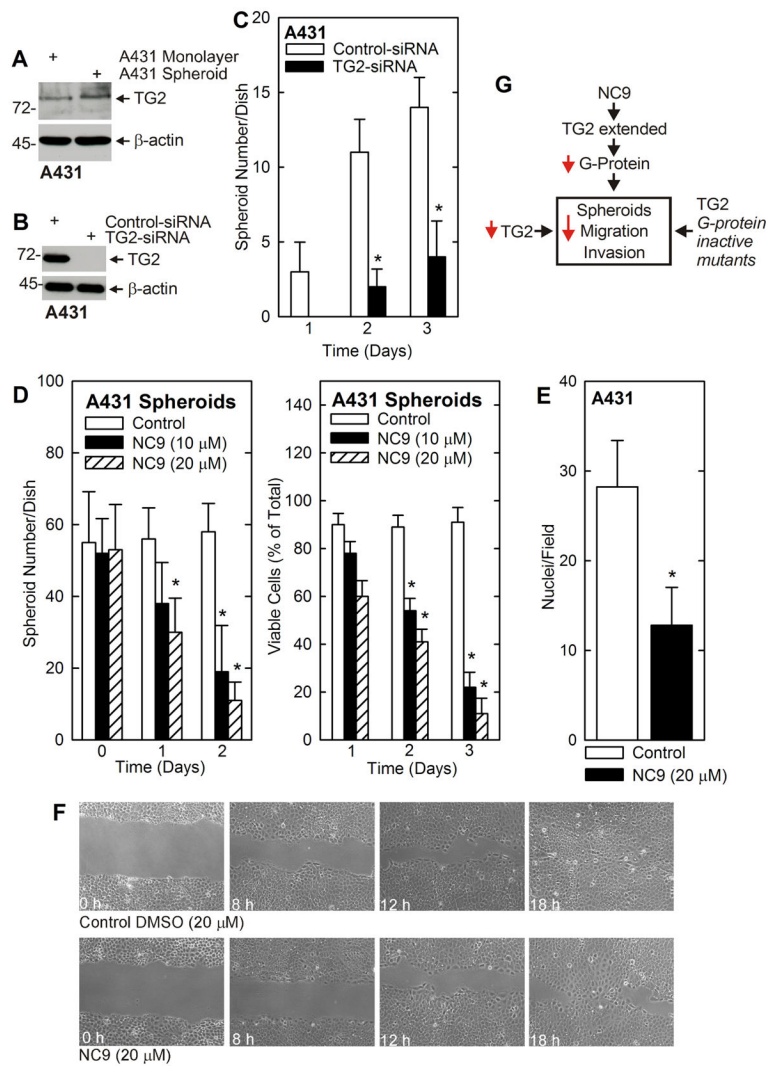 A
+ A431 Monolayer
+ A431 Spheroid
72-
TG2
45-
β-actin
A431
B
+ Control-siRNA
+ TG2-siRNA
72-
TG2
45-
β-actin
A431
C
A431
Control-siRNA
TG2-siRNA
Spheroid Number/Dish
20
15
10
5
0
*
*
1 2 3
Time (Days)
G
NC9
TG2 extended
G-Protein
TG2
Spheroids
Migration
Invasion
TG2
G-protein
inactive
mutants
D
A431 Spheroids
Control
NC9 (10 μM)
NC9 (20 μM)
Spheroid Number/Dish
100
80
60
40
20
0
*
*
*
0 1 2
Time (Days)
A431 Spheroids
Control
NC9 (10 μM)
NC9 (20 μM)
Viable Cells (% of Total)
140
120
100
80
60
40
20
0
*
*
*
*
1 2 3
Time (Days)
E
A431
Nuclei/Field
40
30
20
10
0
*
Control
NC9 (20 μM)
F
0 h
8 h
12 h
18 h
Control DMSO (20 μM)
0 h
8 h
12 h
18 h
NC9 (20 μM)